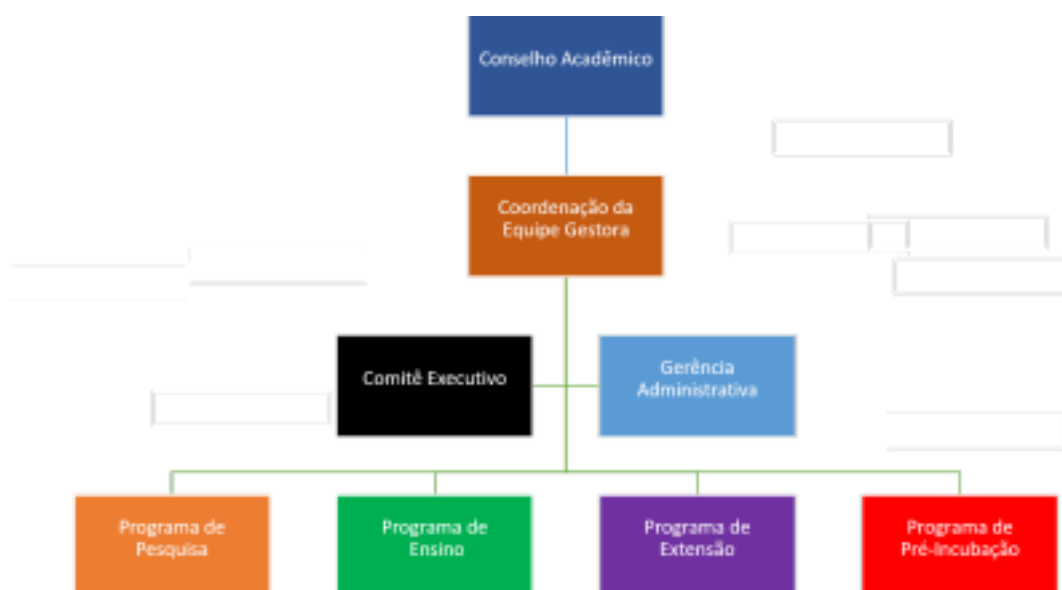 Conselho Acadêmico
Coordenação da
Equipe Gestora
Comitê Executivo
Gerência
Administrativa
Programa de
Pesquisa
Programa de
Ensino
Programa de
Extensão
Programa de
Pré-Incubação